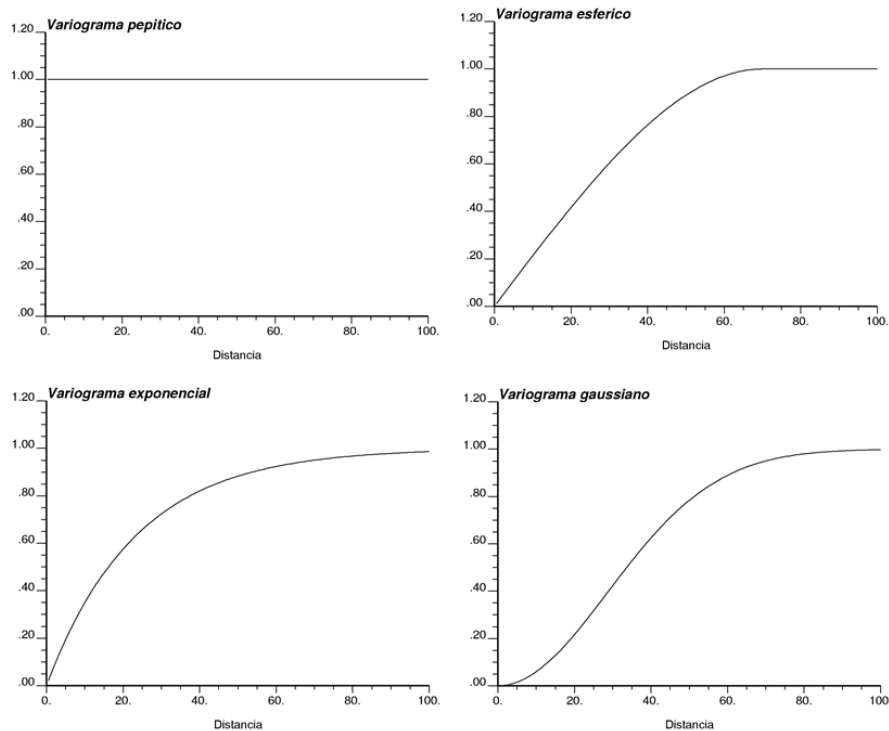 Variograma pepitico
1.20
1.00
.80
.60
.40
.20
.00
0. 20. 40. 60. 80. 100.
Distancia
Variograma esferico
1.20
1.00
.80
.60
.40
.20
.00
0. 20. 40. 60. 80. 100.
Distancia
Variograma exponencial
1.20
1.00
.80
.60
.40
.20
.00
0. 20. 40. 60. 80. 100.
Distancia
Variograma gaussiano
1.20
1.00
.80
.60
.40
.20
.00
0. 20. 40. 60. 80. 100.
Distancia